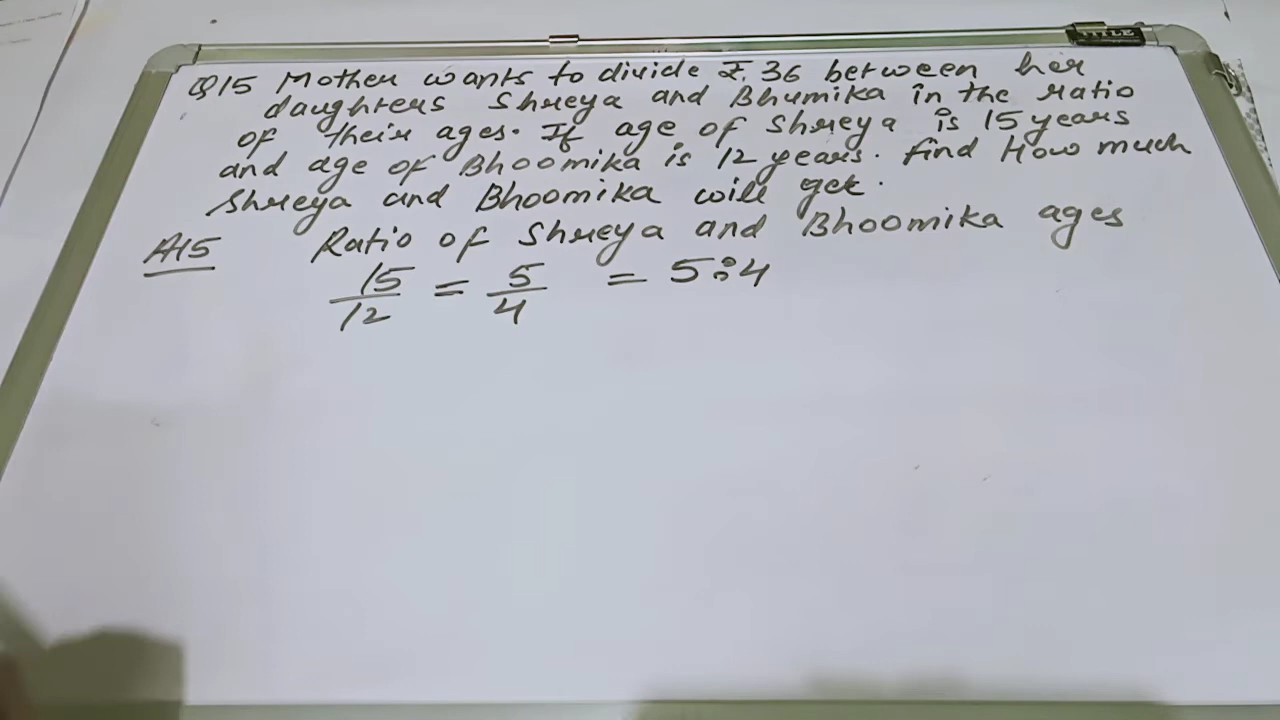 Q15 Mother wants to divide ₹.36 between her
daughters Shreya and Bhumika in the ratio
of their ages. If age of Shreya is 15 years
and age of Bhoomika is 12 years. find How much
Shreya and Bhoomika will get.
A15 Ratio of Shreya and Bhoomika ages
15/12 = 5/4 = 5:4